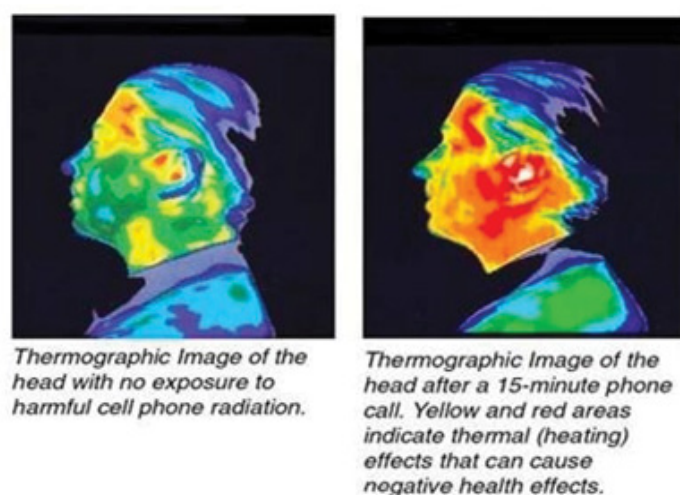 Thermographic Image of the
head with no exposure to
harmful cell phone radiation.
Thermographic Image of the
head after a 15-minute phone
call. Yellow and red areas
indicate thermal (heating)
effects that can cause
negative health effects.